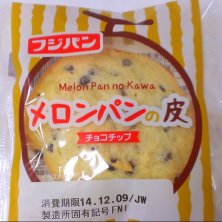 フジパン
Melon Pan no Kawa
メロンパンの皮
チョコチップ
消費期限14.12.09/JW
製造所固有記号FNF